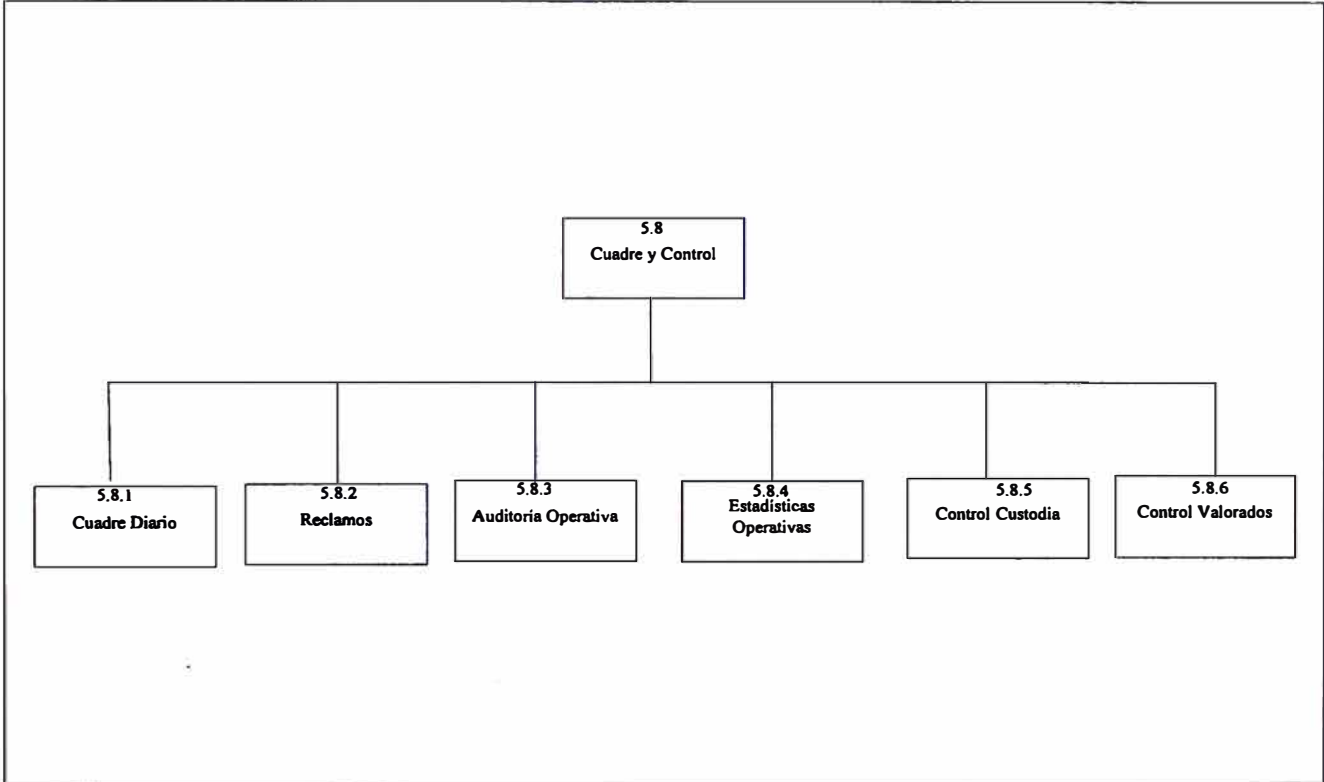 5.8
Cuadre y Control
5.8.1
Cuadre Diario
5.8.2
Reclamos
5.8.3
Auditoría Operativa
5.8.4
Estadísticas
Operativas
5.8.5
Control Custodia
5.8.6
Control Valorados